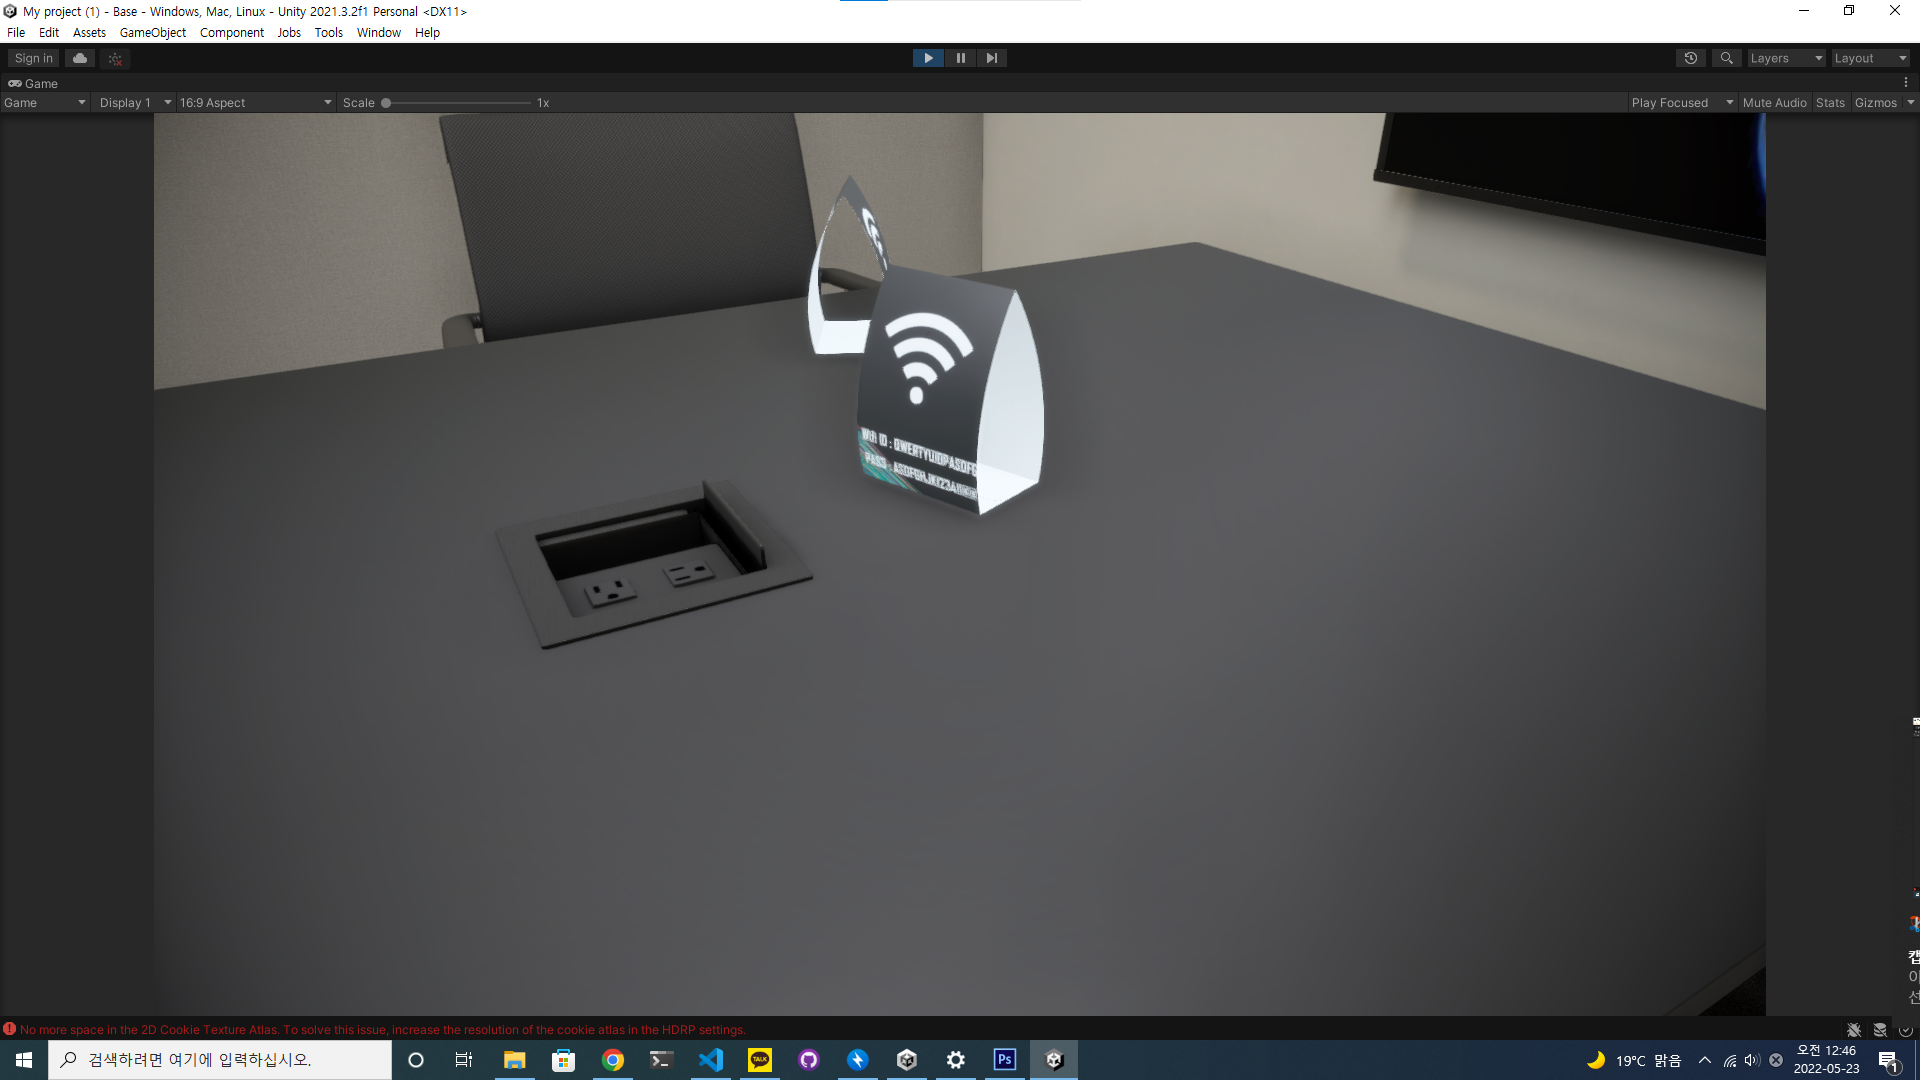 My project (1) - Base - Windows, Mac, Linux - Unity 2021.3.2f1 Personal <DX11>
File Edit Assets GameObject Component Jobs Tools Window Help
Sign in Layers Layout
Game
Game Display 1 16:9 Aspect Scale 1x Play Focused Mute Audio Stats Gizmos
Wifi ID : QWERTYUIOPASDFG
PASS :
캡
No more space in the 2D Cookie Texture Atlas. To solve this issue, increase the resolution of the cookie atlas in the HDRP settings.
검색하려면 여기에 입력하십시오.
TALK
Ps
19°C 맑음
오전 12:46
2022-05-23
1